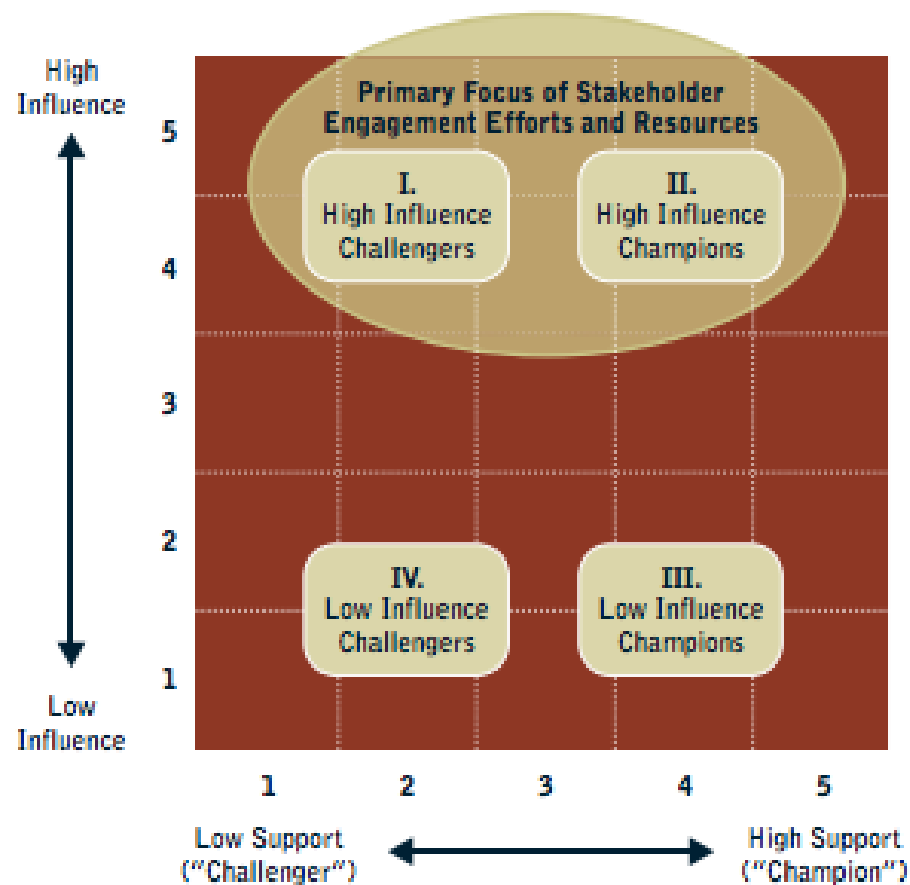 High
Influence
Primary Focus of Stakeholder
Engagement Efforts and Resources
5
I.
High Influence
Challengers
II.
High Influence
Champions
4
3
2
IV.
Low Influence
Challengers
III.
Low Influence
Champions
1
Low
Influence
1 2 3 4 5
Low Support
("Challenger")
High Support
("Champion")